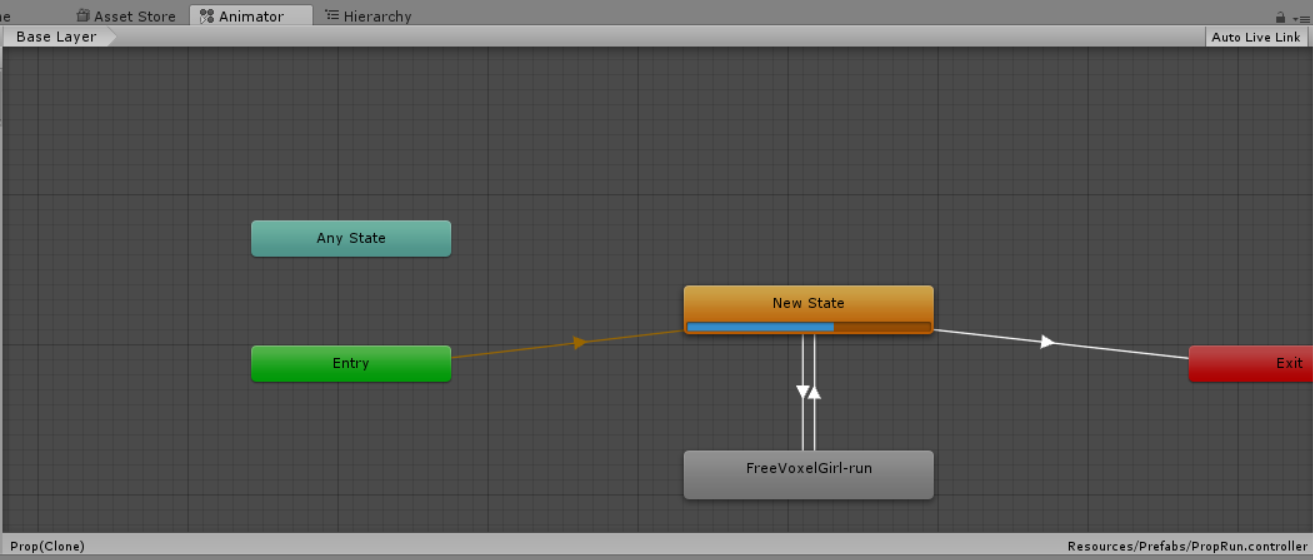 Asset Store Animator Hierarchy
Base Layer Auto Live Link
Any State
New State
Entry
Exit
FreeVoxelGirl-run
Prop(Clone) Resources/Prefabs/PropRun.controller